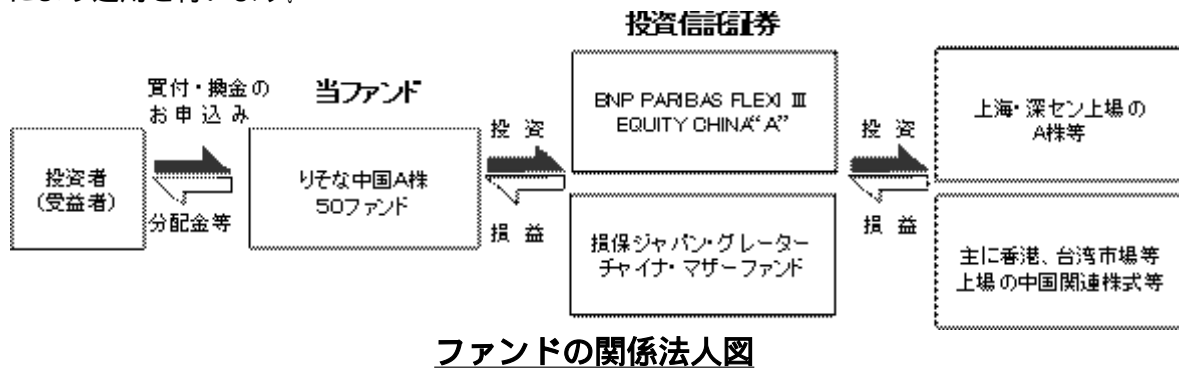 により運用を行います。
投資信託証券
買付・換金の
お申込み
当ファンド
投資者
(受益者)
分配金等
りそな中国A株
50ファンド
投資
損益
BNP PARIBAS FLEXI Ⅲ
EQUITY CHINA“A”
損保ジャパン・グレーター
チャイナ・マザーファンド
投資
損益
上海・深セン上場の
A株等
主に香港、台湾市場等
上場の中国関連株式等
ファンドの関係法人図